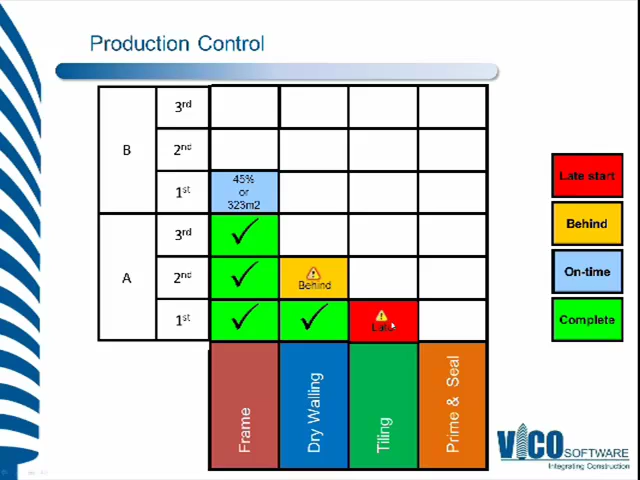 Production Control
3rd
B
2nd
1st
45%
or
323m2
3rd
A
2nd
Behind
1st
Late
Late start
Behind
On-time
Complete
Frame
Dry Walling
Tiling
Prime & Seal
VICO SOFTWARE
Integrating Construction